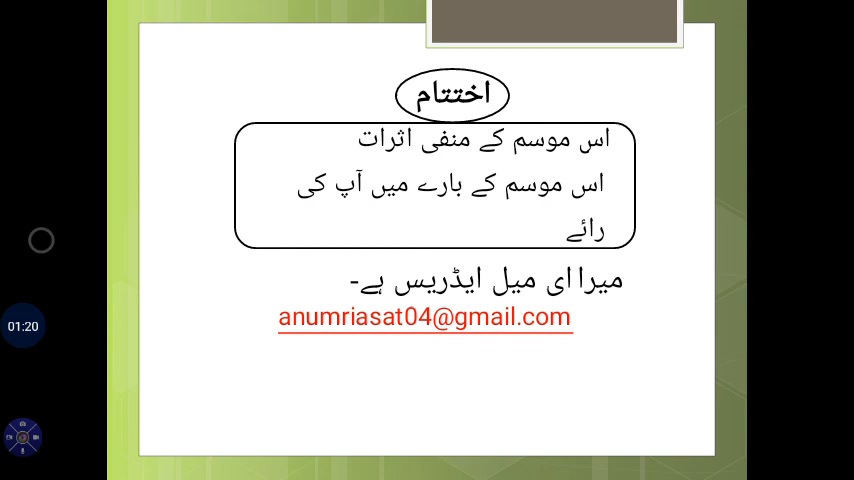 اختتام
اس موسم کے منفی اثرات
اس موسم کے بارے میں آپ کی
رائے
میرا ای میل ایڈریس ہے-
anumriasat04@gmail.com
01:20